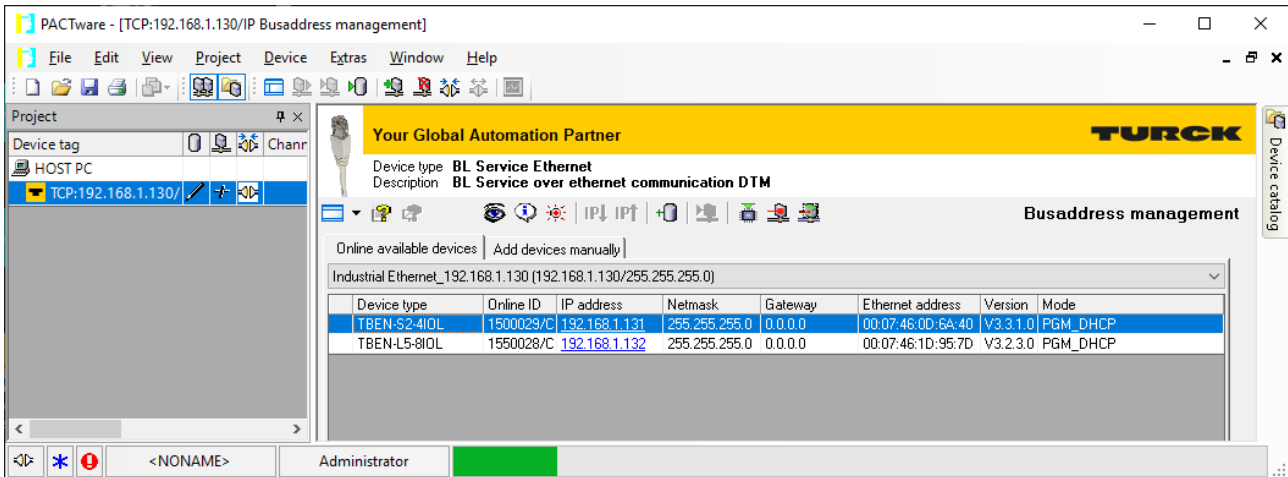 PACTware - [TCP:192.168.1.130/IP Busaddress management]
File Edit View Project Device Extras Window Help
Project
Device tag Chanr
HOST PC
TCP:192.168.1.130/
Your Global Automation Partner
TURCK
Device type BL Service Ethernet
Description BL Service over ethernet communication DTM
IP IP
Busaddress management
Online available devices Add devices manually
Industrial Ethernet_192.168.1.130 (192.168.1.130/255.255.255.0)
Device type Online ID IP address Netmask Gateway Ethernet address Version Mode
TBEN-S2-4IOL 1500029/C 192.168.1.131 255.255.255.0 0.0.0.0 00:07:46:0D:6A:40 V3.3.1.0 PGM_DHCP
TBEN-L5-8IOL 1550028/C 192.168.1.132 255.255.255.0 0.0.0.0 00:07:46:1D:95:7D V3.2.3.0 PGM_DHCP
Device catalog
<NONAME> Administrator